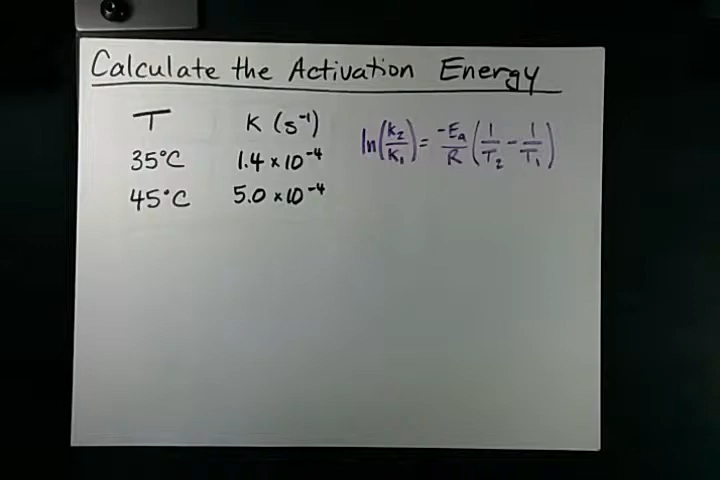 Calculate the Activation Energy
T K (s⁻¹) ln(k₂/k₁) = -Eₐ/R (1/T₂ - 1/T₁)
35°C 1.4 × 10⁻⁴
45°C 5.0 × 10⁻⁴